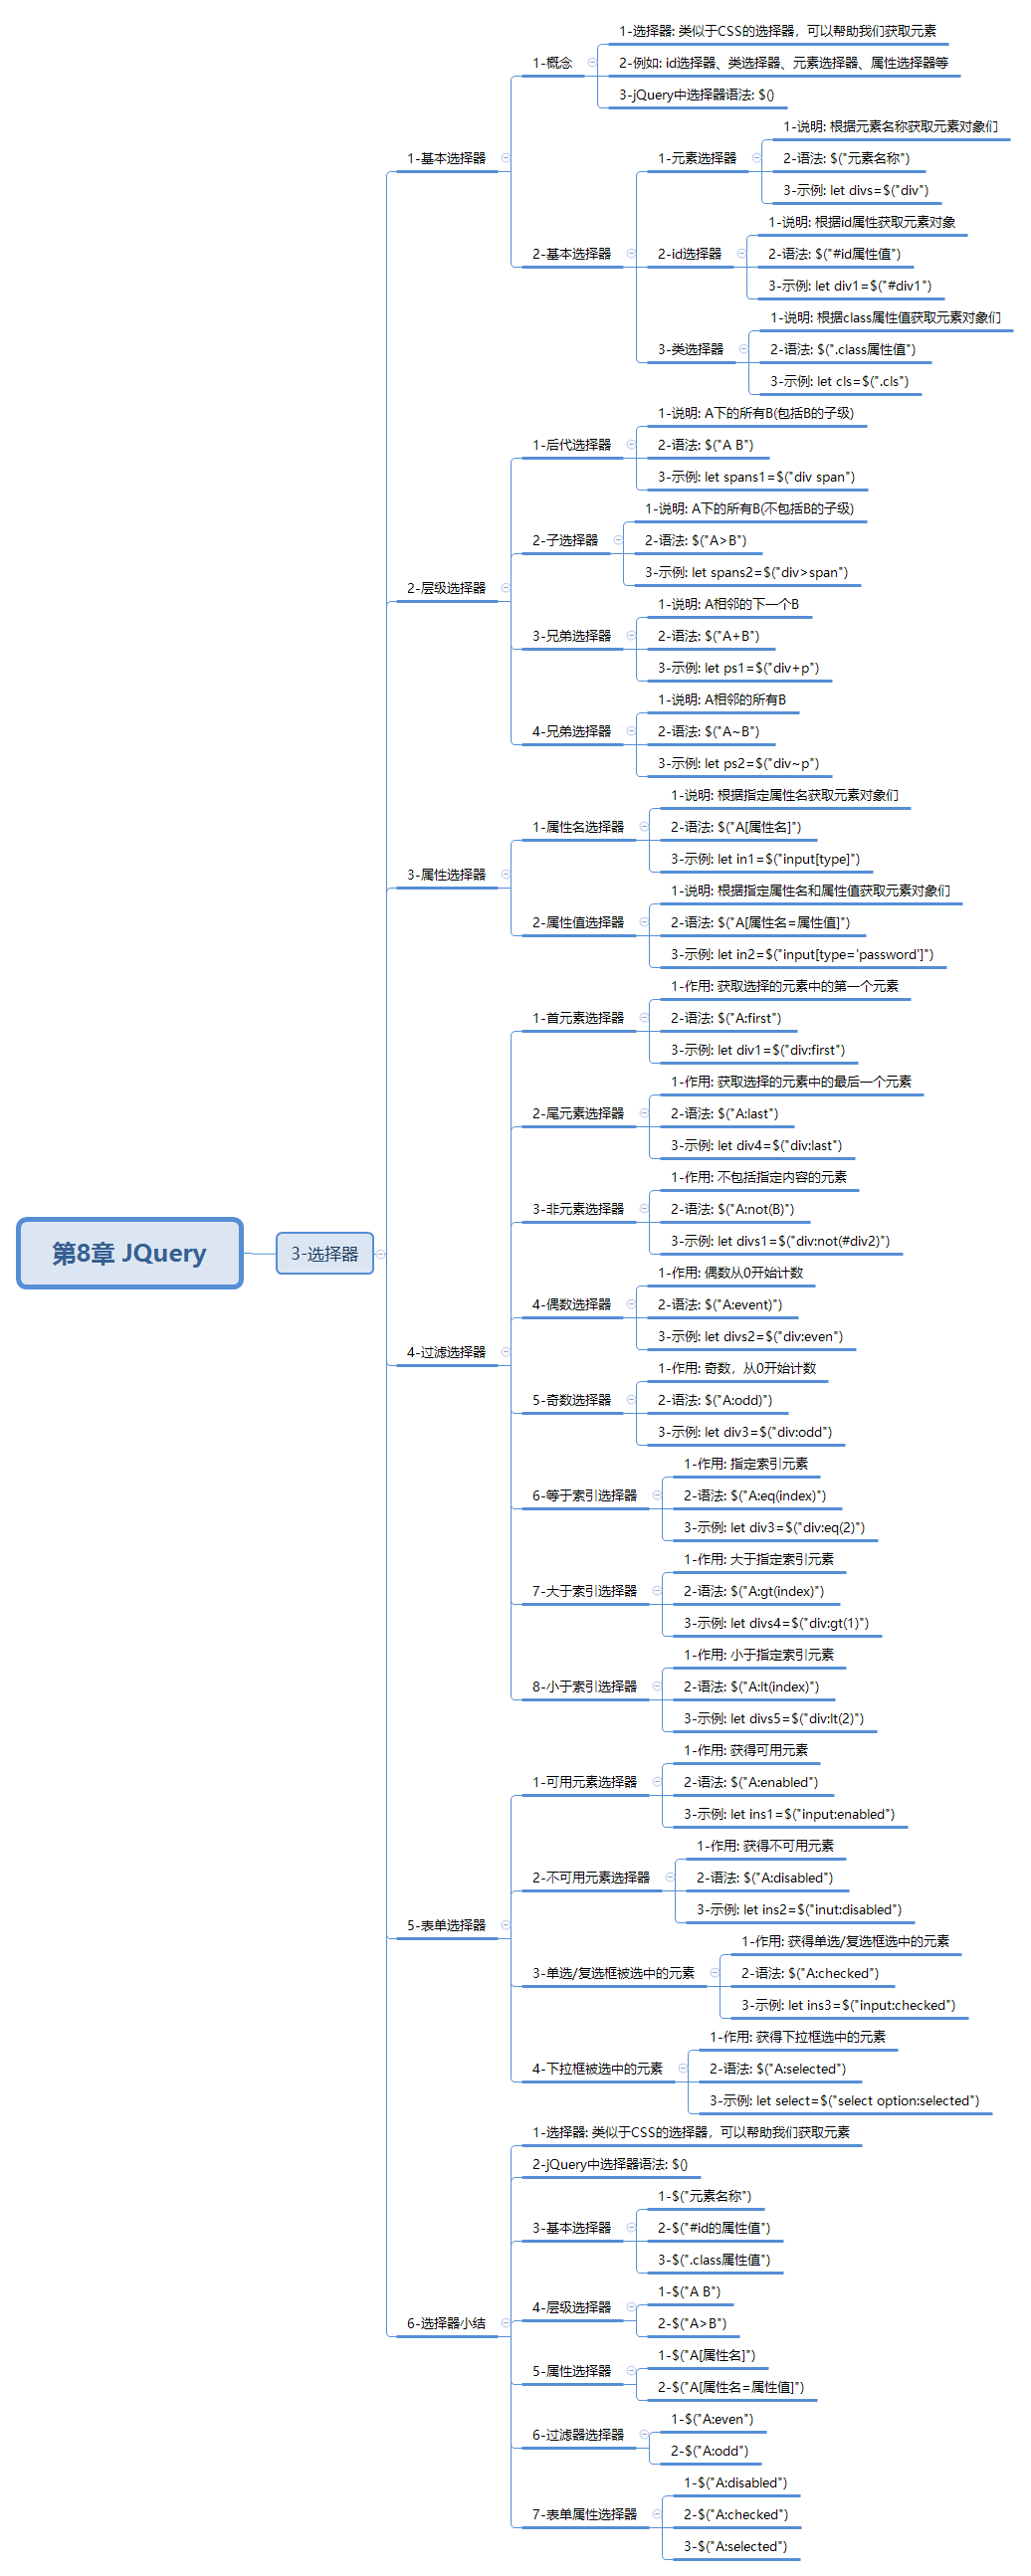 第8章 JQuery
3-选择器
1-基本选择器
1-概念
1-选择器: 类似于CSS的选择器，可以帮助我们获取元素
2-例如: id选择器、类选择器、元素选择器、属性选择器等
3-jQuery中选择器语法: $()
2-基本选择器
1-元素选择器
1-说明: 根据元素名称获取元素对象们
2-语法: $("元素名称")
3-示例: let divs=$("div")
2-id选择器
1-说明: 根据id属性获取元素对象
2-语法: $("#id属性值")
3-示例: let div1=$("#div1")
3-类选择器
1-说明: 根据class属性值获取元素对象们
2-语法: $(".class属性值")
3-示例: let cls=$(".cls")
2-层级选择器
1-后代选择器
1-说明: A下的所有B(包括B的子级)
2-语法: $("A B")
3-示例: let spans1=$("div span")
2-子选择器
1-说明: A下的所有B(不包括B的子级)
2-语法: $("A>B")
3-示例: let spans2=$("div>span")
3-兄弟选择器
1-说明: A相邻的下一个B
2-语法: $("A+B")
3-示例: let ps1=$("div+p")
4-兄弟选择器
1-说明: A相邻的所有B
2-语法: $("A~B")
3-示例: let ps2=$("div~p")
3-属性选择器
1-属性名选择器
1-说明: 根据指定属性名获取元素对象们
2-语法: $("A[属性名]")
3-示例: let in1=$("input[type]")
2-属性值选择器
1-说明: 根据指定属性名和属性值获取元素对象们
2-语法: $("A[属性名=属性值]")
3-示例: let in2=$("input[type='password']")
4-过滤选择器
1-首元素选择器
1-作用: 获取选择的元素中的第一个元素
2-语法: $("A:first")
3-示例: let div1=$("div:first")
2-尾元素选择器
1-作用: 获取选择的元素中的最后一个元素
2-语法: $("A:last")
3-示例: let div4=$("div:last")
3-非元素选择器
1-作用: 不包括指定内容的元素
2-语法: $("A:not(B)")
3-示例: let divs1=$("div:not(#div2)")
4-偶数选择器
1-作用: 偶数从0开始计数
2-语法: $("A:event)")
3-示例: let divs2=$("div:even")
5-奇数选择器
1-作用: 奇数，从0开始计数
2-语法: $("A:odd)")
3-示例: let div3=$("div:odd")
6-等于索引选择器
1-作用: 指定索引元素
2-语法: $("A:eq(index)")
3-示例: let div3=$("div:eq(2)")
7-大于索引选择器
1-作用: 大于指定索引元素
2-语法: $("A:gt(index)")
3-示例: let divs4=$("div:gt(1)")
8-小于索引选择器
1-作用: 小于指定索引元素
2-语法: $("A:lt(index)")
3-示例: let divs5=$("div:lt(2)")
5-表单选择器
1-可用元素选择器
1-作用: 获得可用元素
2-语法: $("A:enabled")
3-示例: let ins1=$("input:enabled")
2-不可用元素选择器
1-作用: 获得不可用元素
2-语法: $("A:disabled")
3-示例: let ins2=$("inut:disabled")
3-单选/复选框被选中的元素
1-作用: 获得单选/复选框选中的元素
2-语法: $("A:checked")
3-示例: let ins3=$("input:checked")
4-下拉框被选中的元素
1-作用: 获得下拉框选中的元素
2-语法: $("A:selected")
3-示例: let select=$("select option:selected")
6-选择器小结
1-选择器: 类似于CSS的选择器，可以帮助我们获取元素
2-jQuery中选择器语法: $()
3-基本选择器
1-$("元素名称")
2-$("#id的属性值")
3-$(".class属性值")
4-层级选择器
1-$("A B")
2-$("A>B")
5-属性选择器
1-$("A[属性名]")
2-$("A[属性名=属性值]")
6-过滤器选择器
1-$("A:even")
2-$("A:odd")
7-表单属性选择器
1-$("A:disabled")
2-$("A:checked")
3-$("A:selected")